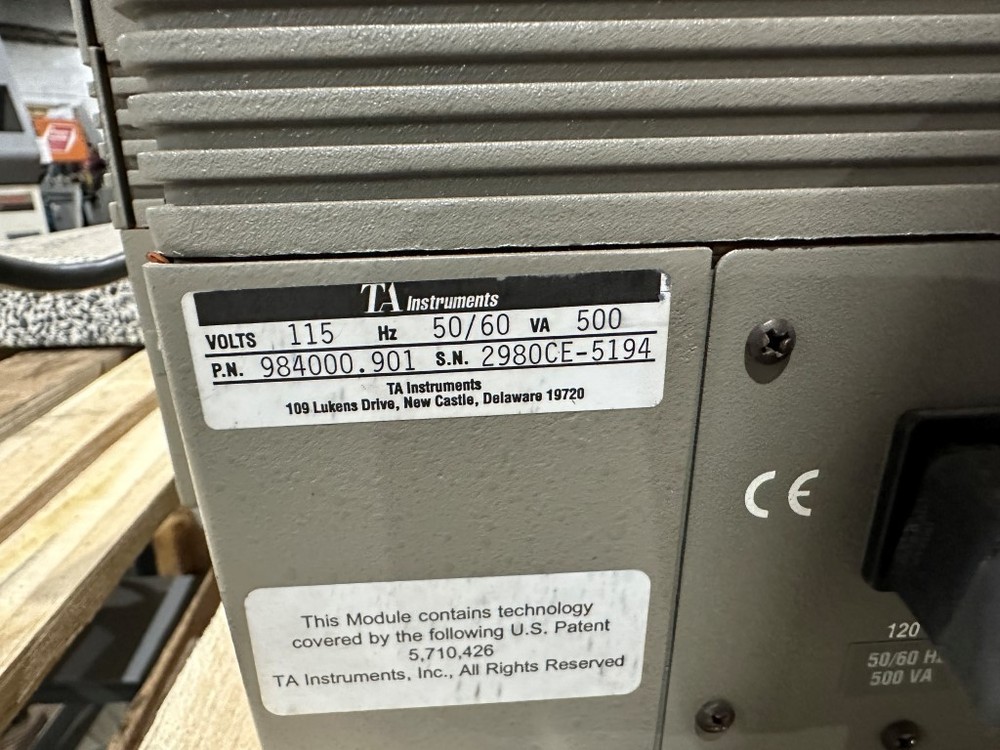 TA Instruments
VOLTS 115 Hz 50/60 VA 500
P.N. 984000.901 S.N. 2980CE-5194
TA Instruments
109 Lukens Drive, New Castle, Delaware 19720
CE
This Module contains technology
covered by the following U.S. Patent
5,710,426
TA Instruments, Inc., All Rights Reserved
120
50/60 Hz
500 VA